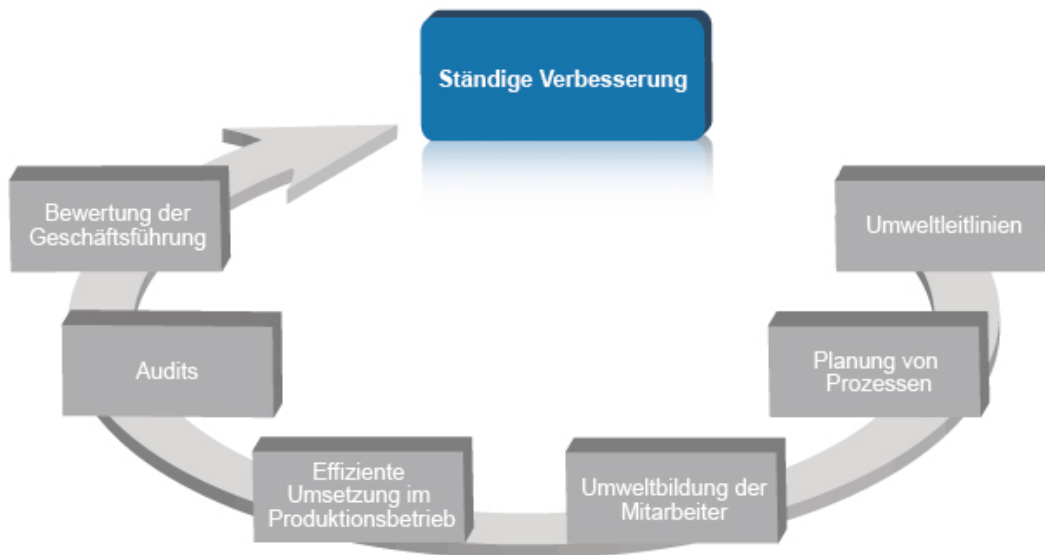 Ständige Verbesserung
Bewertung der
Geschäftsführung
Umweltleitlinien
Audits
Planung von
Prozessen
Effiziente
Umsetzung im
Produktionsbetrieb
Umweltbildung der
Mitarbeiter